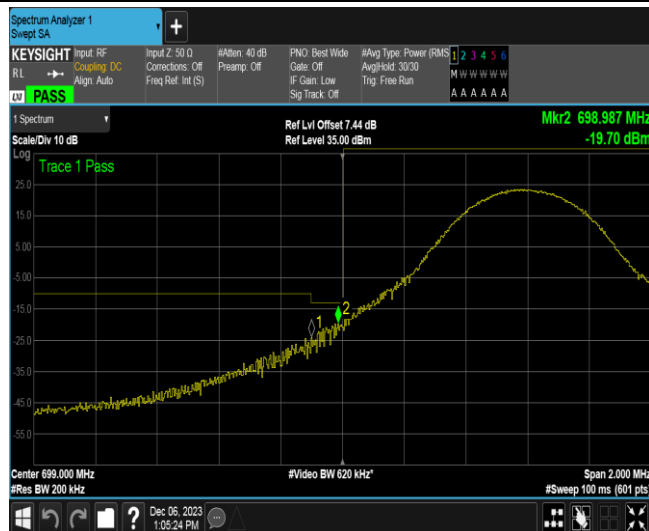 Spectrum Analyzer 1
Swept SA
+
KEYSIGHT
RL
PASS
Input: RF
Coupling: DC
Align: Auto
Input Z: 50 Ω
Corrections: Off
Freq Ref: Int (S)
#Atten: 40 dB
Preamp: Off
PNO: Best Wide
Gate: Off
IF Gain: Low
Sig Track: Off
#Avg Type: Power (RMS
Avg|Hold: 30/30
Trig: Free Run
1 2 3 4 5 6
M W W W W W
A A A A A A
1 Spectrum
Scale/Div 10 dB
Ref Lvl Offset 7.44 dB
Ref Level 35.00 dBm
Mkr2 698.987 MHz
-19.70 dBm
Log
Trace 1 Pass
25.0
15.0
5.00
-5.00
-15.0
-25.0
-35.0
-45.0
-55.0
1
2
Center 699.000 MHz
#Res BW 200 kHz
#Video BW 620 kHz*
Span 2.000 MHz
#Sweep 100 ms (601 pts)
?
Dec 06, 2023
1:05:24 PM